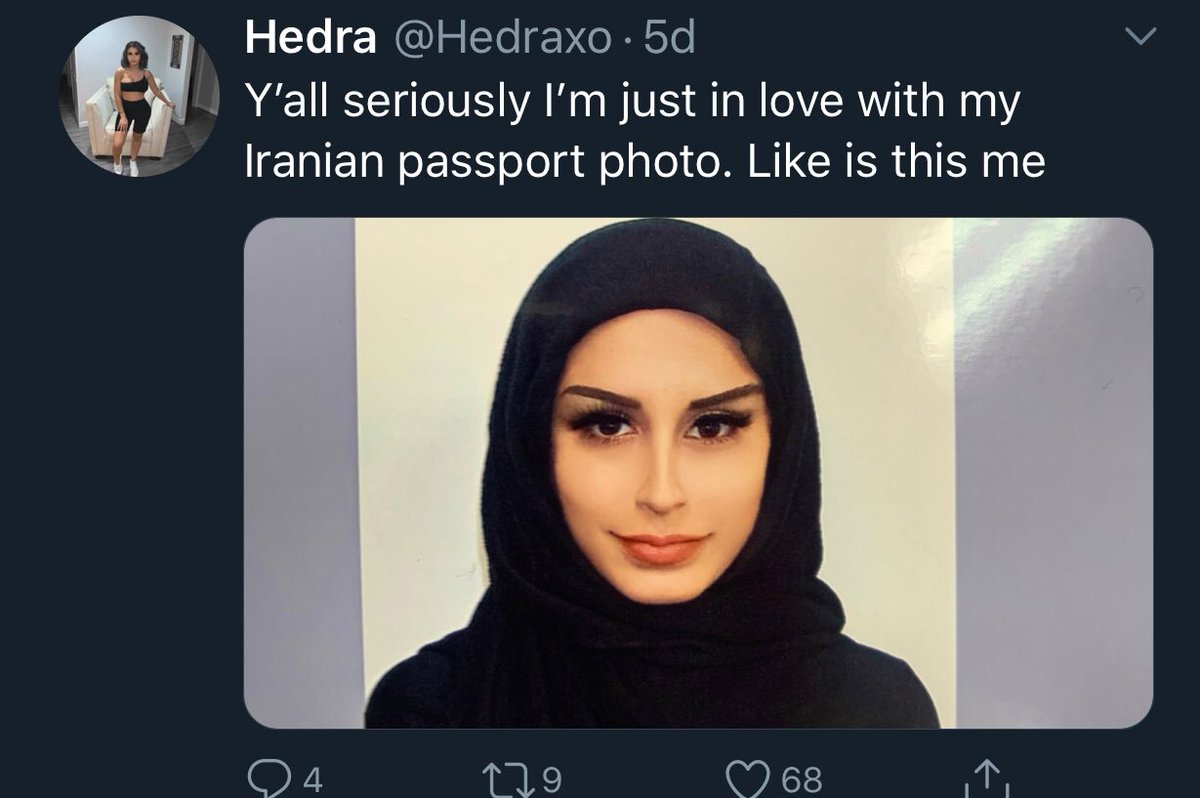 Hedra @Hedraxo · 5d
Y’all seriously I’m just in love with my
Iranian passport photo. Like is this me
4 9 68